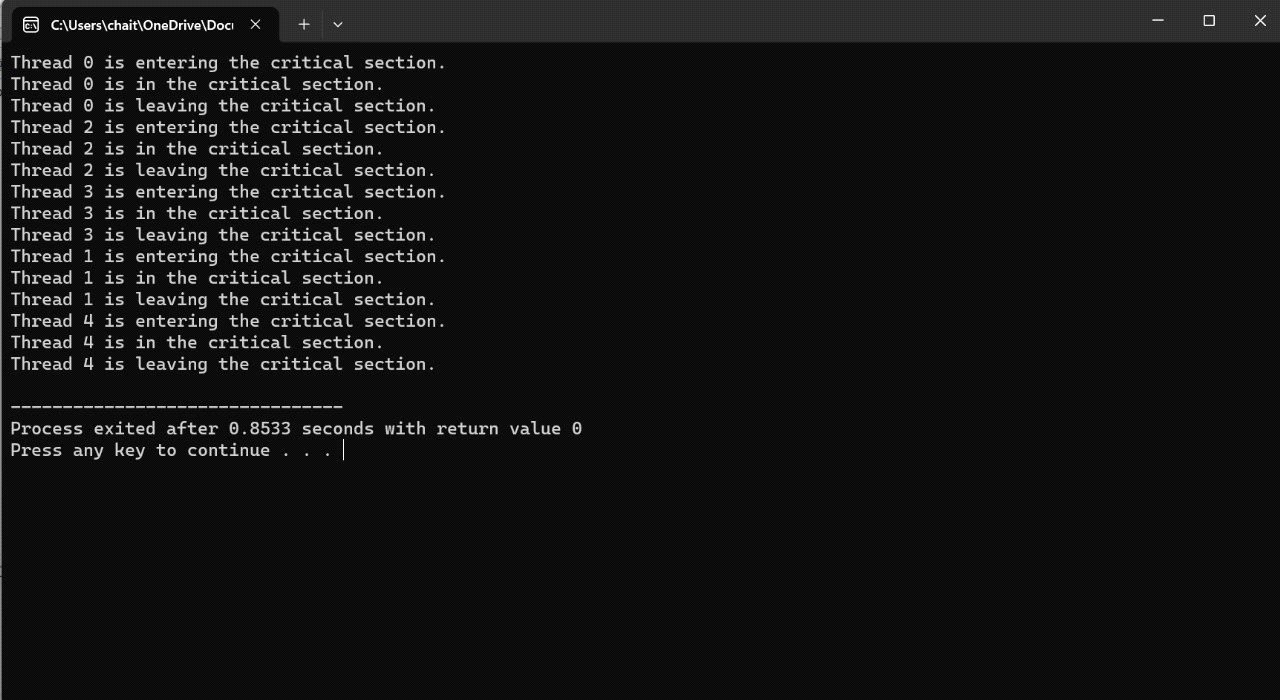 C:\Users\chait\OneDrive\Doc
Thread 0 is entering the critical section.
Thread 0 is in the critical section.
Thread 0 is leaving the critical section.
Thread 2 is entering the critical section.
Thread 2 is in the critical section.
Thread 2 is leaving the critical section.
Thread 3 is entering the critical section.
Thread 3 is in the critical section.
Thread 3 is leaving the critical section.
Thread 1 is entering the critical section.
Thread 1 is in the critical section.
Thread 1 is leaving the critical section.
Thread 4 is entering the critical section.
Thread 4 is in the critical section.
Thread 4 is leaving the critical section.
--------------------------------
Process exited after 0.8533 seconds with return value 0
Press any key to continue . . .